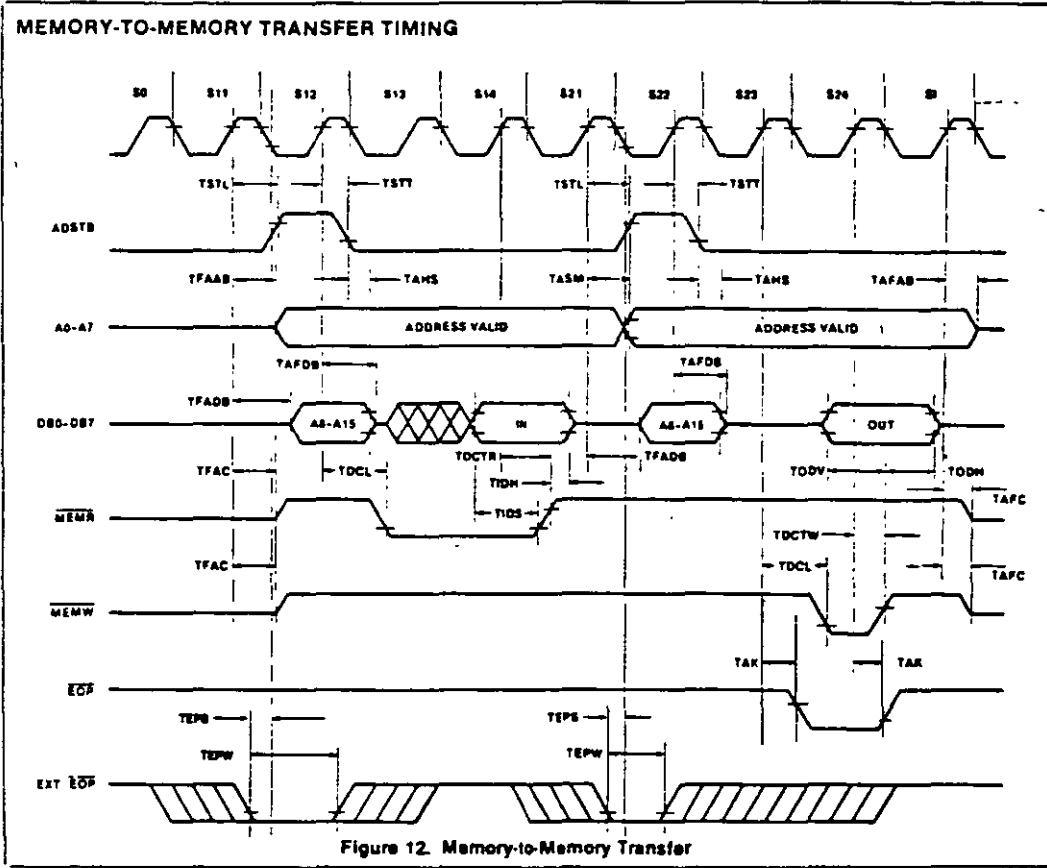 MEMORY-TO-MEMORY TRANSFER TIMING
S0 S11 S12 S13 S14 S21 S22 S23 S24 SI
TSTL TSTT TSTL TSTT
ADSTB
TFAAB TAHS TASM TAHS TAFAB
A0-A7 ADDRESS VALID ADDRESS VALID
TAFDB TAFDB
TFADB
DB0-DB7 A8-A15 IN A8-A15 OUT
TDCTR TFADB
TFAC TDCL TIDH TODV TODH
TAFC
MEMR TIDS
TDCTW
TFAC TDCL TAFC
MEMW
TAK TAK
EOP
TEPS TEPS
TEPW TEPW
EXT EOP
Figure 12. Memory-to-Memory Transfer